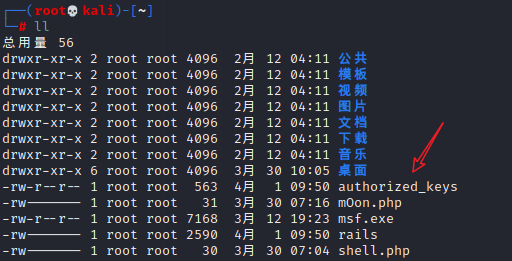 ┌──(root💀kali)-[~]
└─# ll
总用量 56
drwxr-xr-x 2 root root 4096 2月 12 04:11 公共
drwxr-xr-x 2 root root 4096 2月 12 04:11 模板
drwxr-xr-x 2 root root 4096 2月 12 04:11 视频
drwxr-xr-x 2 root root 4096 2月 12 04:11 图片
drwxr-xr-x 2 root root 4096 2月 12 04:11 文档
drwxr-xr-x 2 root root 4096 2月 12 04:11 下载
drwxr-xr-x 2 root root 4096 2月 12 04:11 音乐
drwxr-xr-x 6 root root 4096 3月 30 10:05 桌面
-rw-r--r-- 1 root root 563 4月 1 09:50 authorized_keys
-rw------- 1 root root 31 3月 30 07:16 mOon.php
-rw-r--r-- 1 root root 7168 3月 12 19:23 msf.exe
-rw------- 1 root root 2590 4月 1 09:50 rails
-rw------- 1 root root 30 3月 30 07:04 shell.php